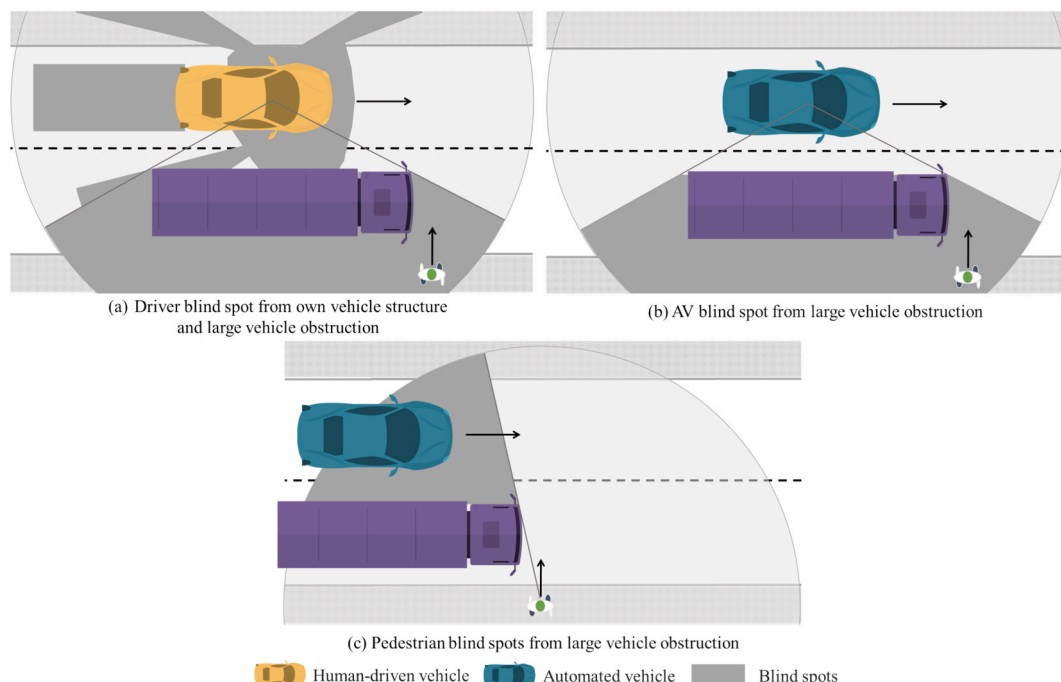 (a) Driver blind spot from own vehicle structure
and large vehicle obstruction
(b) AV blind spot from large vehicle obstruction
(c) Pedestrian blind spots from large vehicle obstruction
Human-driven vehicle Automated vehicle Blind spots